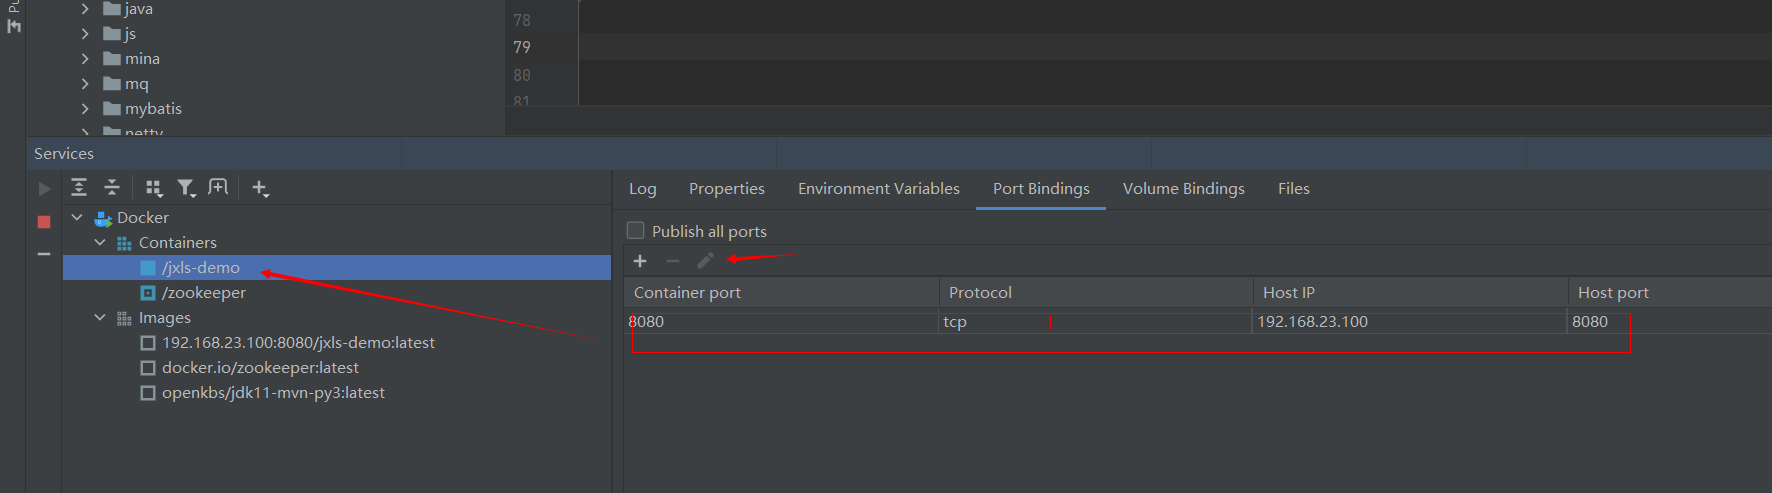 Pu
java
js
mina
mq
mybatis
netty
78
79
80
81
Services
Log Properties Environment Variables Port Bindings Volume Bindings Files
Docker
Containers
/jxls-demo
/zookeeper
Images
192.168.23.100:8080/jxls-demo:latest
docker.io/zookeeper:latest
openkbs/jdk11-mvn-py3:latest
Publish all ports
Container port Protocol Host IP Host port
8080 tcp 192.168.23.100 8080